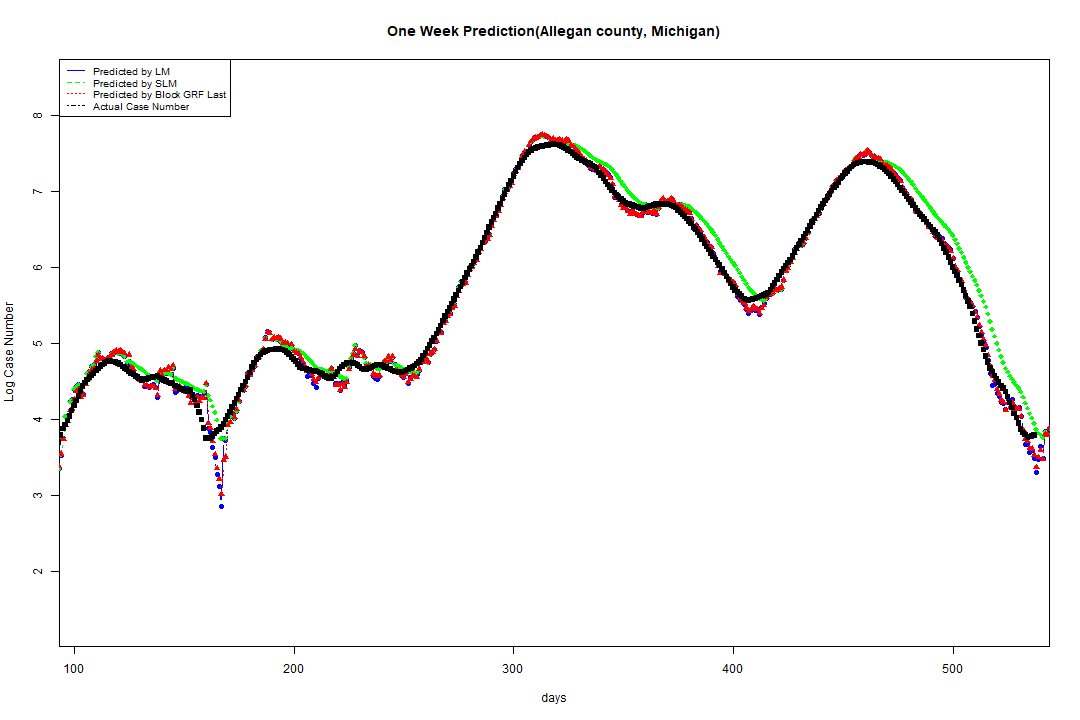 One Week Prediction(Allegan county, Michigan)
Predicted by LM
Predicted by SLM
Predicted by Block GRF Last
Actual Case Number
8
7
6
5
4
3
2
Log Case Number
100 200 300 400 500
days